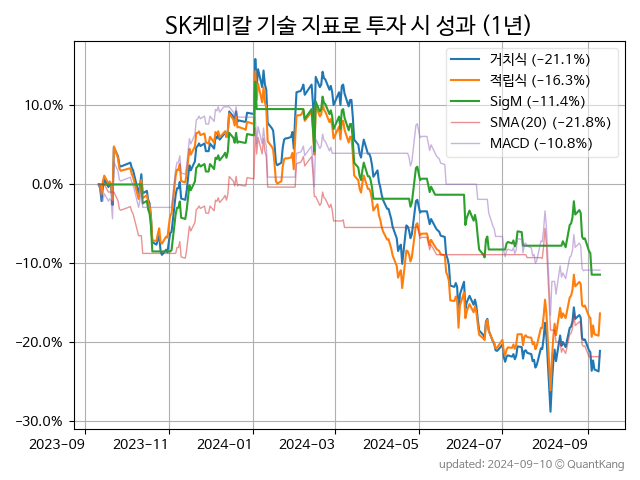 SK케미칼 기술 지표로 투자 시 성과 (1년)
거치식 (−21.1%)
적립식 (−16.3%)
SigM (−11.4%)
SMA(20) (−21.8%)
MACD (−10.8%)
10.0%
0.0%
−10.0%
−20.0%
−30.0%
2023-09 2023-11 2024-01 2024-03 2024-05 2024-07 2024-09
updated: 2024-09-10 © QuantKang